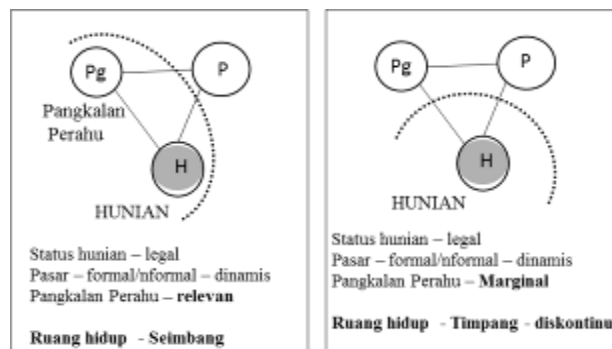 Pg
P
Pangkalan
Perahu
H
HUNIAN
Status hunian – legal
Pasar – formal/nformal – dinamis
Pangkalan Perahu – relevan
Ruang hidup - Seimbang
Pg
P
H
HUNIAN
Status hunian – legal
Pasar – formal/nformal – dinamis
Pangkalan Perahu – Marginal
Ruang hidup - Timpang - diskontinu